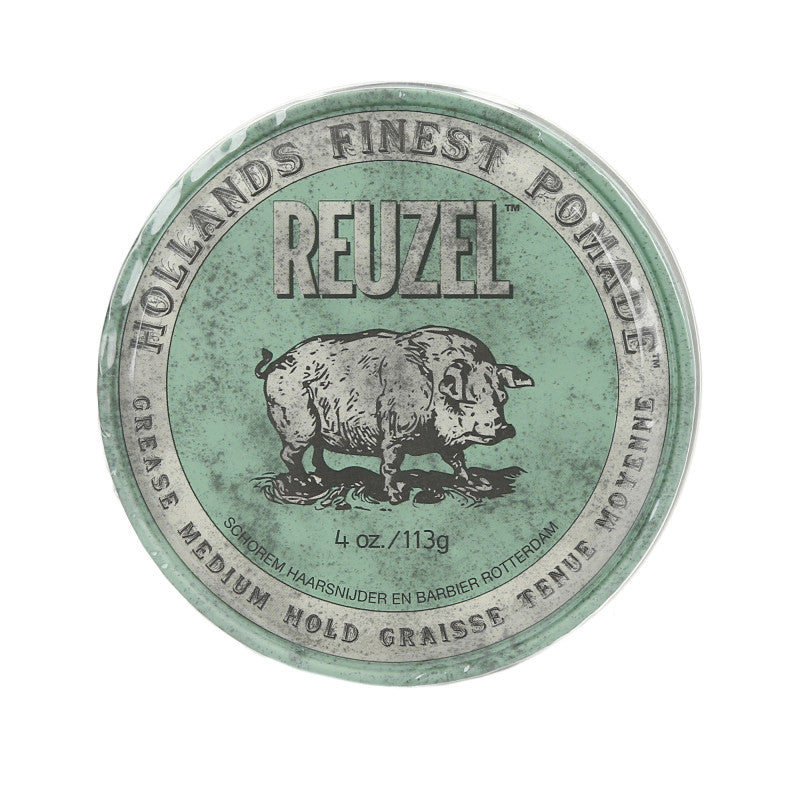 HOLLANDS FINEST POMADE™
REUZEL™
4 oz./113g
SCHOREM HAARSNIJDER EN BARBIER ROTTERDAM
GREASE MEDIUM HOLD GRAISSE TENUE MOYENNE